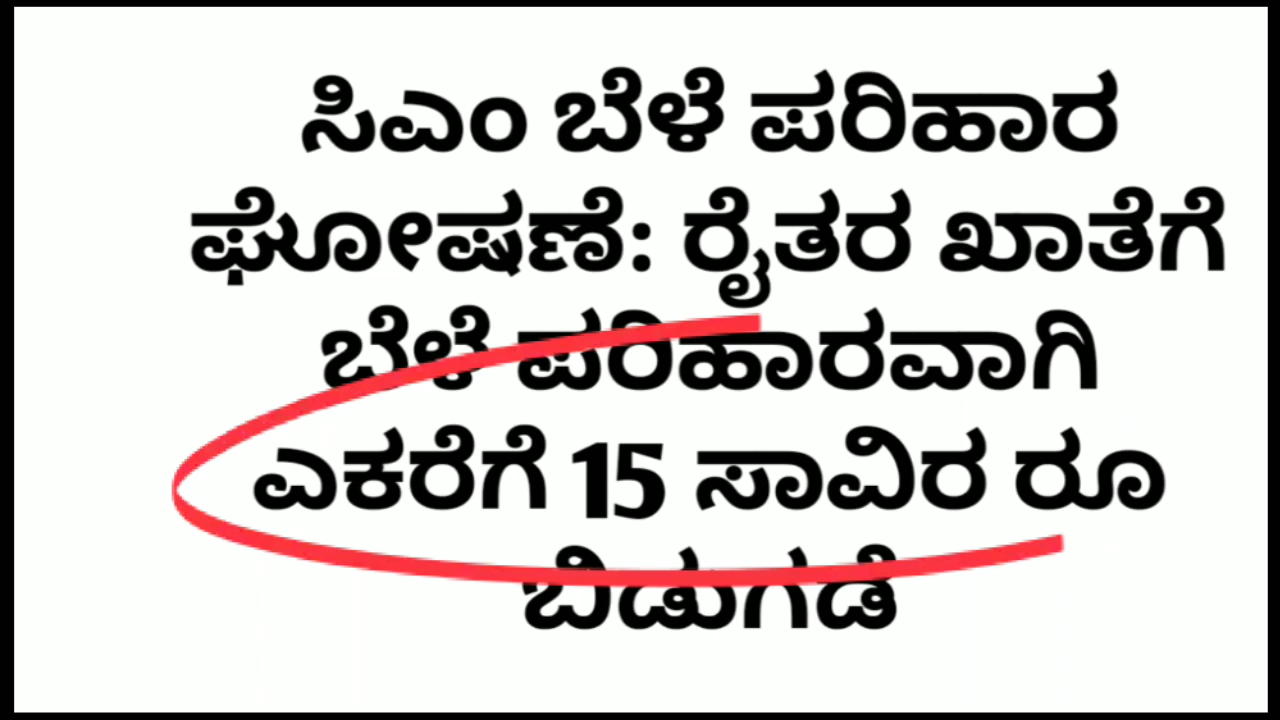 ಸಿಎಂ ಬೆಳೆ ಪರಿಹಾರ
ಘೋಷಣೆ: ರೈತರ ಖಾತೆಗೆ
ಬೆಳೆ ಪರಿಹಾರವಾಗಿ
ಎಕರೆಗೆ 15 ಸಾವಿರ ರೂ
ಬಿಡುಗಡೆ